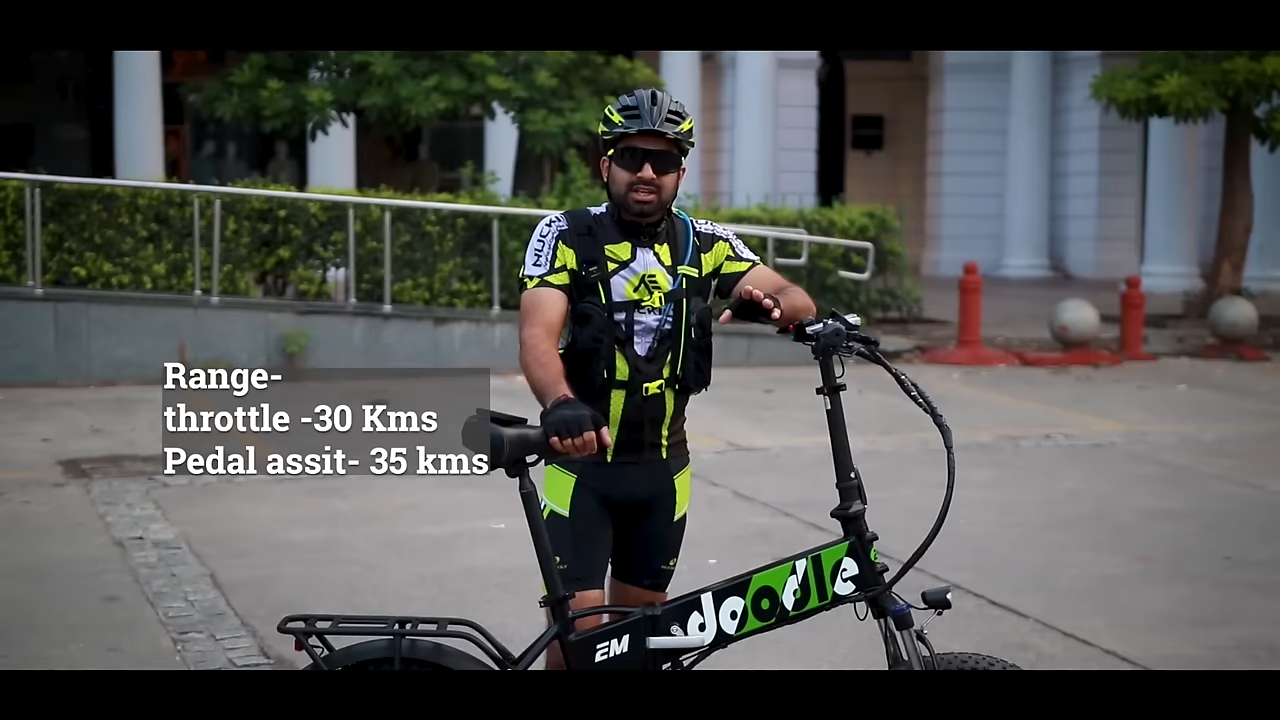 Range-
throttle -30 Kms
Pedal assit- 35 kms
doodle
EM